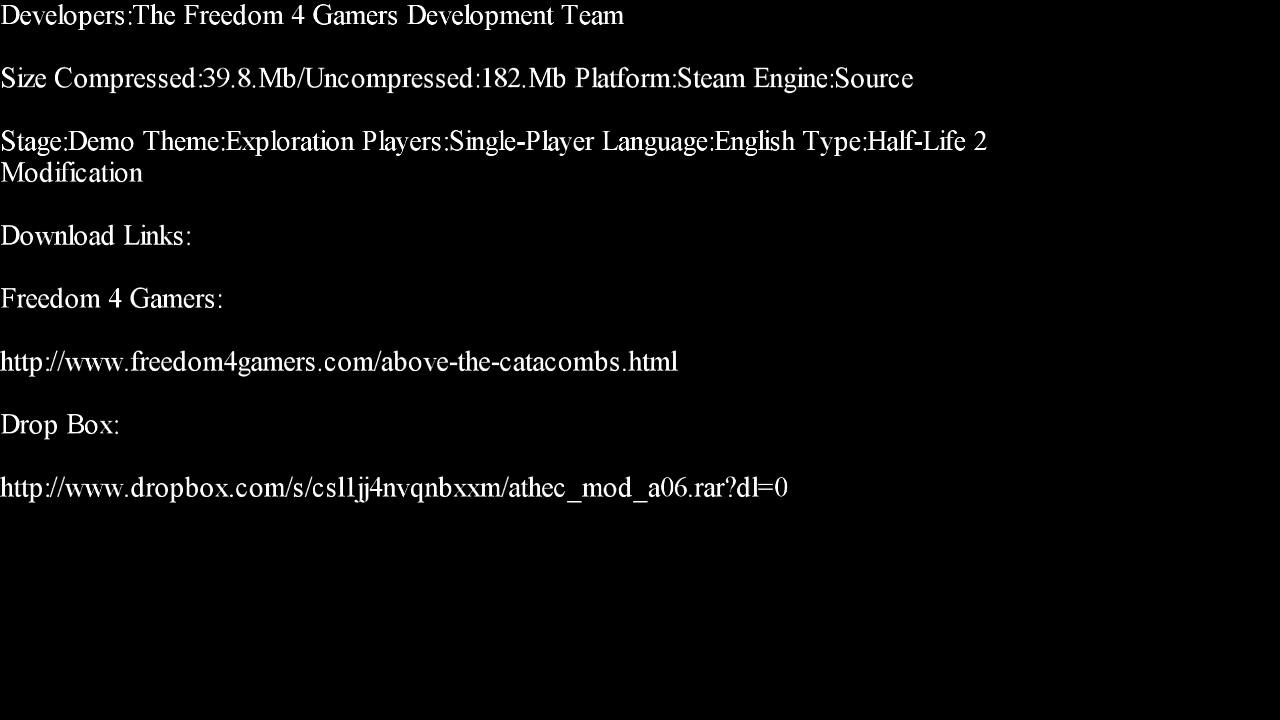 Developers:The Freedom 4 Gamers Development Team
Size Compressed:39.8.Mb/Uncompressed:182.Mb Platform:Steam Engine:Source
Stage:Demo Theme:Exploration Players:Single-Player Language:English Type:Half-Life 2
Modification
Download Links:
Freedom 4 Gamers:
http://www.freedom4gamers.com/above-the-catacombs.html
Drop Box:
http://www.dropbox.com/s/csl1jj4nvqnbxxm/athec_mod_a06.rar?dl=0